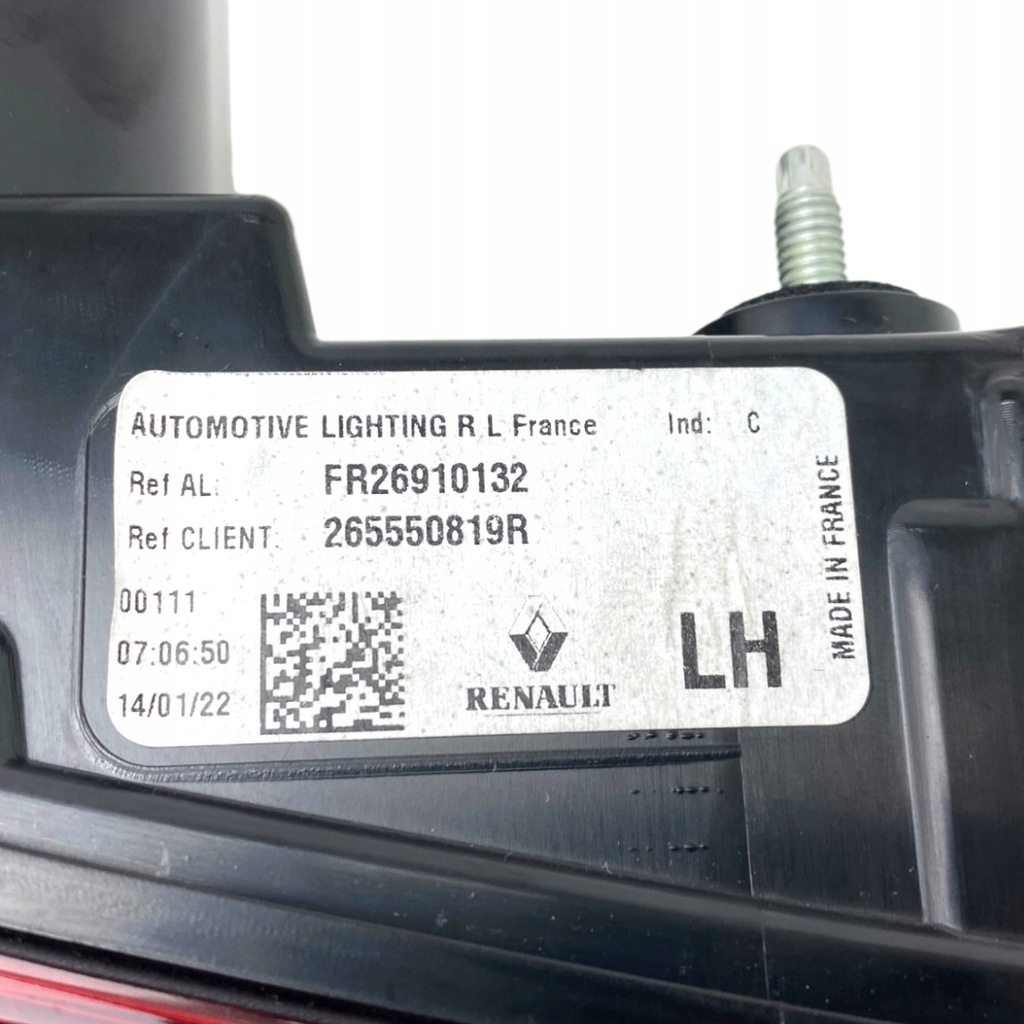 AUTOMOTIVE LIGHTING R L France Ind: C
Ref AL: FR26910132
Ref CLIENT: 265550819R
00111
07:06:50
14/01/22
RENAULT
LH
MADE IN FRANCE